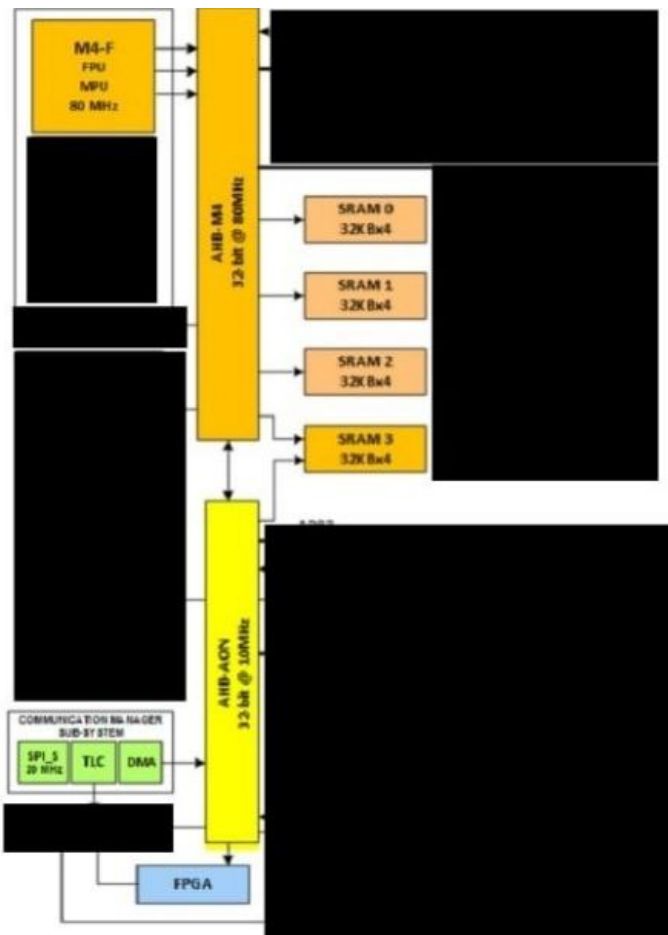 M4-F
FPU
MPU
80 MHz
AHB-M4
32-bit @ 80MHz
SRAM 0
32KBx4
SRAM 1
32KBx4
SRAM 2
32KBx4
SRAM 3
32KBx4
AHB-AON
32-bit @ 10MHz
COMMUNICATION MANAGER
SUB-SYSTEM
SPI_S
20 MHz
TLC
DMA
FPGA